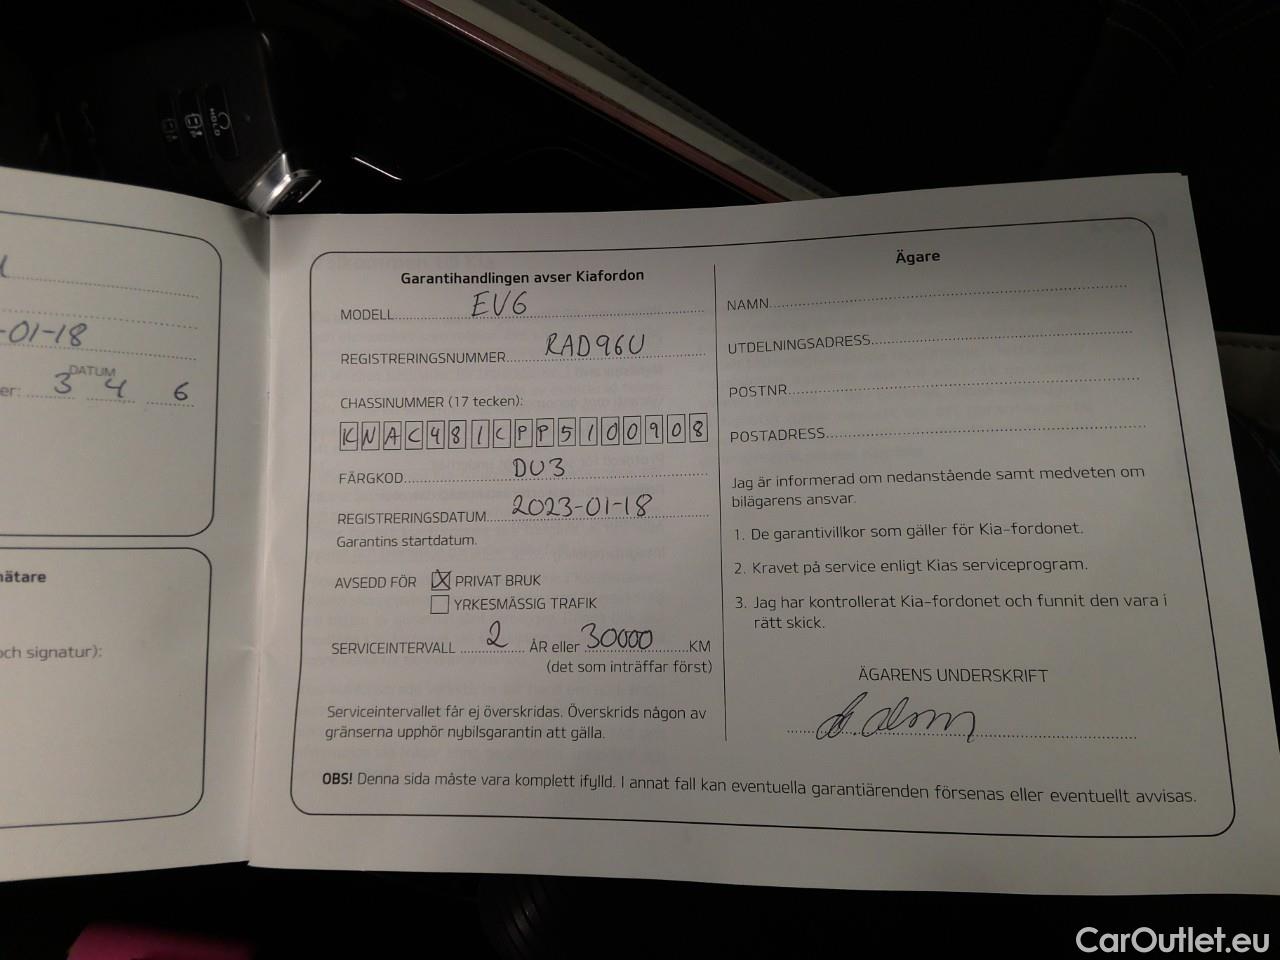 HOLD
-01-18
DATUM
er: 3 4 6
nätare
och signatur):
Garantihandlingen avser Kiafordon
MODELL EV6
REGISTRERINGSNUMMER RAD96U
CHASSINUMMER (17 tecken):
KNAC481CPP5100908
FÄRGKOD DU3
REGISTRERINGSDATUM 2023-01-18
Garantins startdatum.
AVSEDD FÖR ☒ PRIVAT BRUK
☐ YRKESMÄSSIG TRAFIK
SERVICEINTERVALL 2 ÅR eller 30000 KM
(det som inträffar först)
Serviceintervallet får ej överskridas. Överskrids någon av
gränserna upphör nybilsgarantin att gälla.
Ägare
NAMN
UTDELNINGSADRESS
POSTNR
POSTADRESS
Jag är informerad om nedanstående samt medveten om
bilägarens ansvar.
1. De garantivillkor som gäller för Kia-fordonet.
2. Kravet på service enligt Kias serviceprogram.
3. Jag har kontrollerat Kia-fordonet och funnit den vara i
rätt skick.
ÄGARENS UNDERSKRIFT
OBS! Denna sida måste vara komplett ifylld. I annat fall kan eventuella garantiärenden försenas eller eventuellt avvisas.
CarOutlet.eu